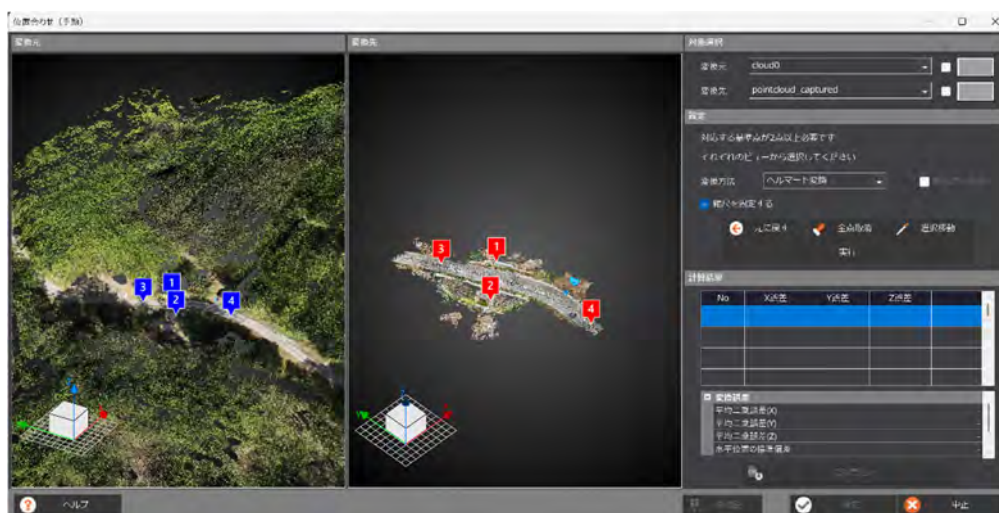 位置合わせ（手動）
変換元
変換先
対象選択
変換元
cloud0
変換先
pointcloud_captured
設定
対応する基準点が2点以上必要です
それぞれのビューから選択してください
変換方法
ヘルマート変換
縮尺を固定する
元に戻す
全点取消
選択移動
実行
計算結果
No
X誤差
Y誤差
Z誤差
変換誤差
平均二乗誤差(X)
平均二乗誤差(Y)
平均二乗誤差(Z)
水平位置の標準偏差
3
1
2
4
3
1
2
4
ヘルプ
中止